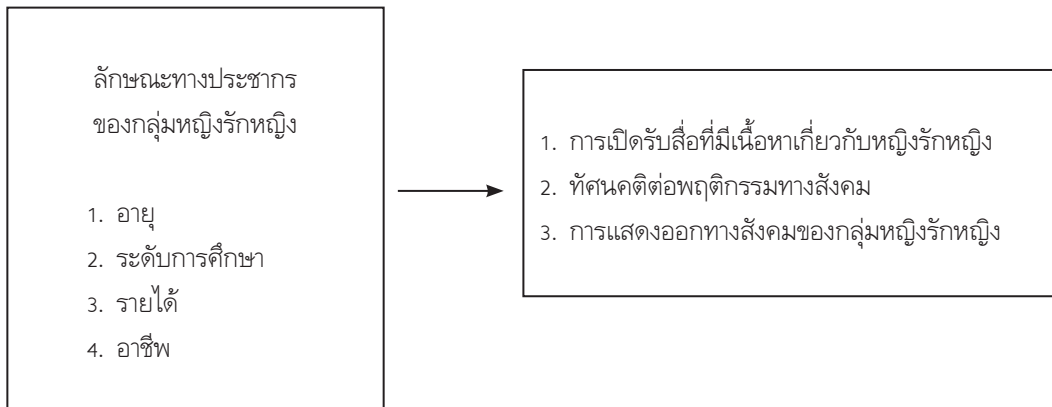 ลักษณะทางประชากร
ของกลุ่มหญิงรักหญิง
1. อายุ
2. ระดับการศึกษา
3. รายได้
4. อาชีพ
1. การเปิดรับสื่อที่มีเนื้อหาเกี่ยวกับหญิงรักหญิง
2. ทัศนคติต่อพฤติกรรมทางสังคม
3. การแสดงออกทางสังคมของกลุ่มหญิงรักหญิง